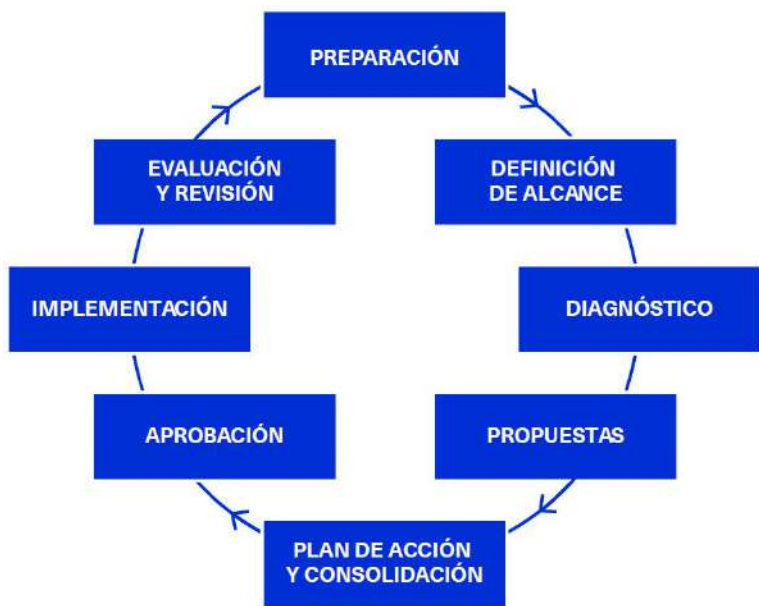 PREPARACIÓN
DEFINICIÓN
DE ALCANCE
DIAGNÓSTICO
PROPUESTAS
PLAN DE ACCIÓN
Y CONSOLIDACIÓN
APROBACIÓN
IMPLEMENTACIÓN
EVALUACIÓN
Y REVISIÓN